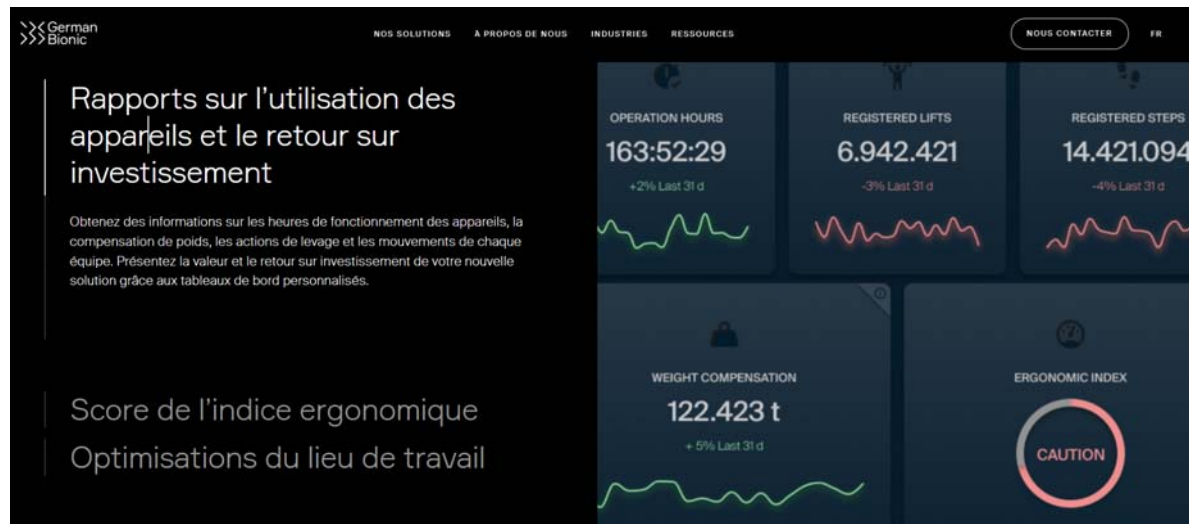 German
Bionic
NOS SOLUTIONS
À PROPOS DE NOUS
INDUSTRIES
RESSOURCES
NOUS CONTACTER
FR
Rapports sur l'utilisation des
appareils et le retour sur
investissement
Obtenez des informations sur les heures de fonctionnement des appareils, la
compensation de poids, les actions de levage et les mouvements de chaque
équipe. Présentez la valeur et le retour sur investissement de votre nouvelle
solution grâce aux tableaux de bord personnalisés.
Score de l'indice ergonomique
Optimisations du lieu de travail
OPERATION HOURS
163:52:29
+2% Last 31 d
REGISTERED LIFTS
6.942.421
-3% Last 31 d
REGISTERED STEPS
14.421.094
-4% Last 31 d
WEIGHT COMPENSATION
122.423 t
+ 5% Last 31 d
ERGONOMIC INDEX
CAUTION